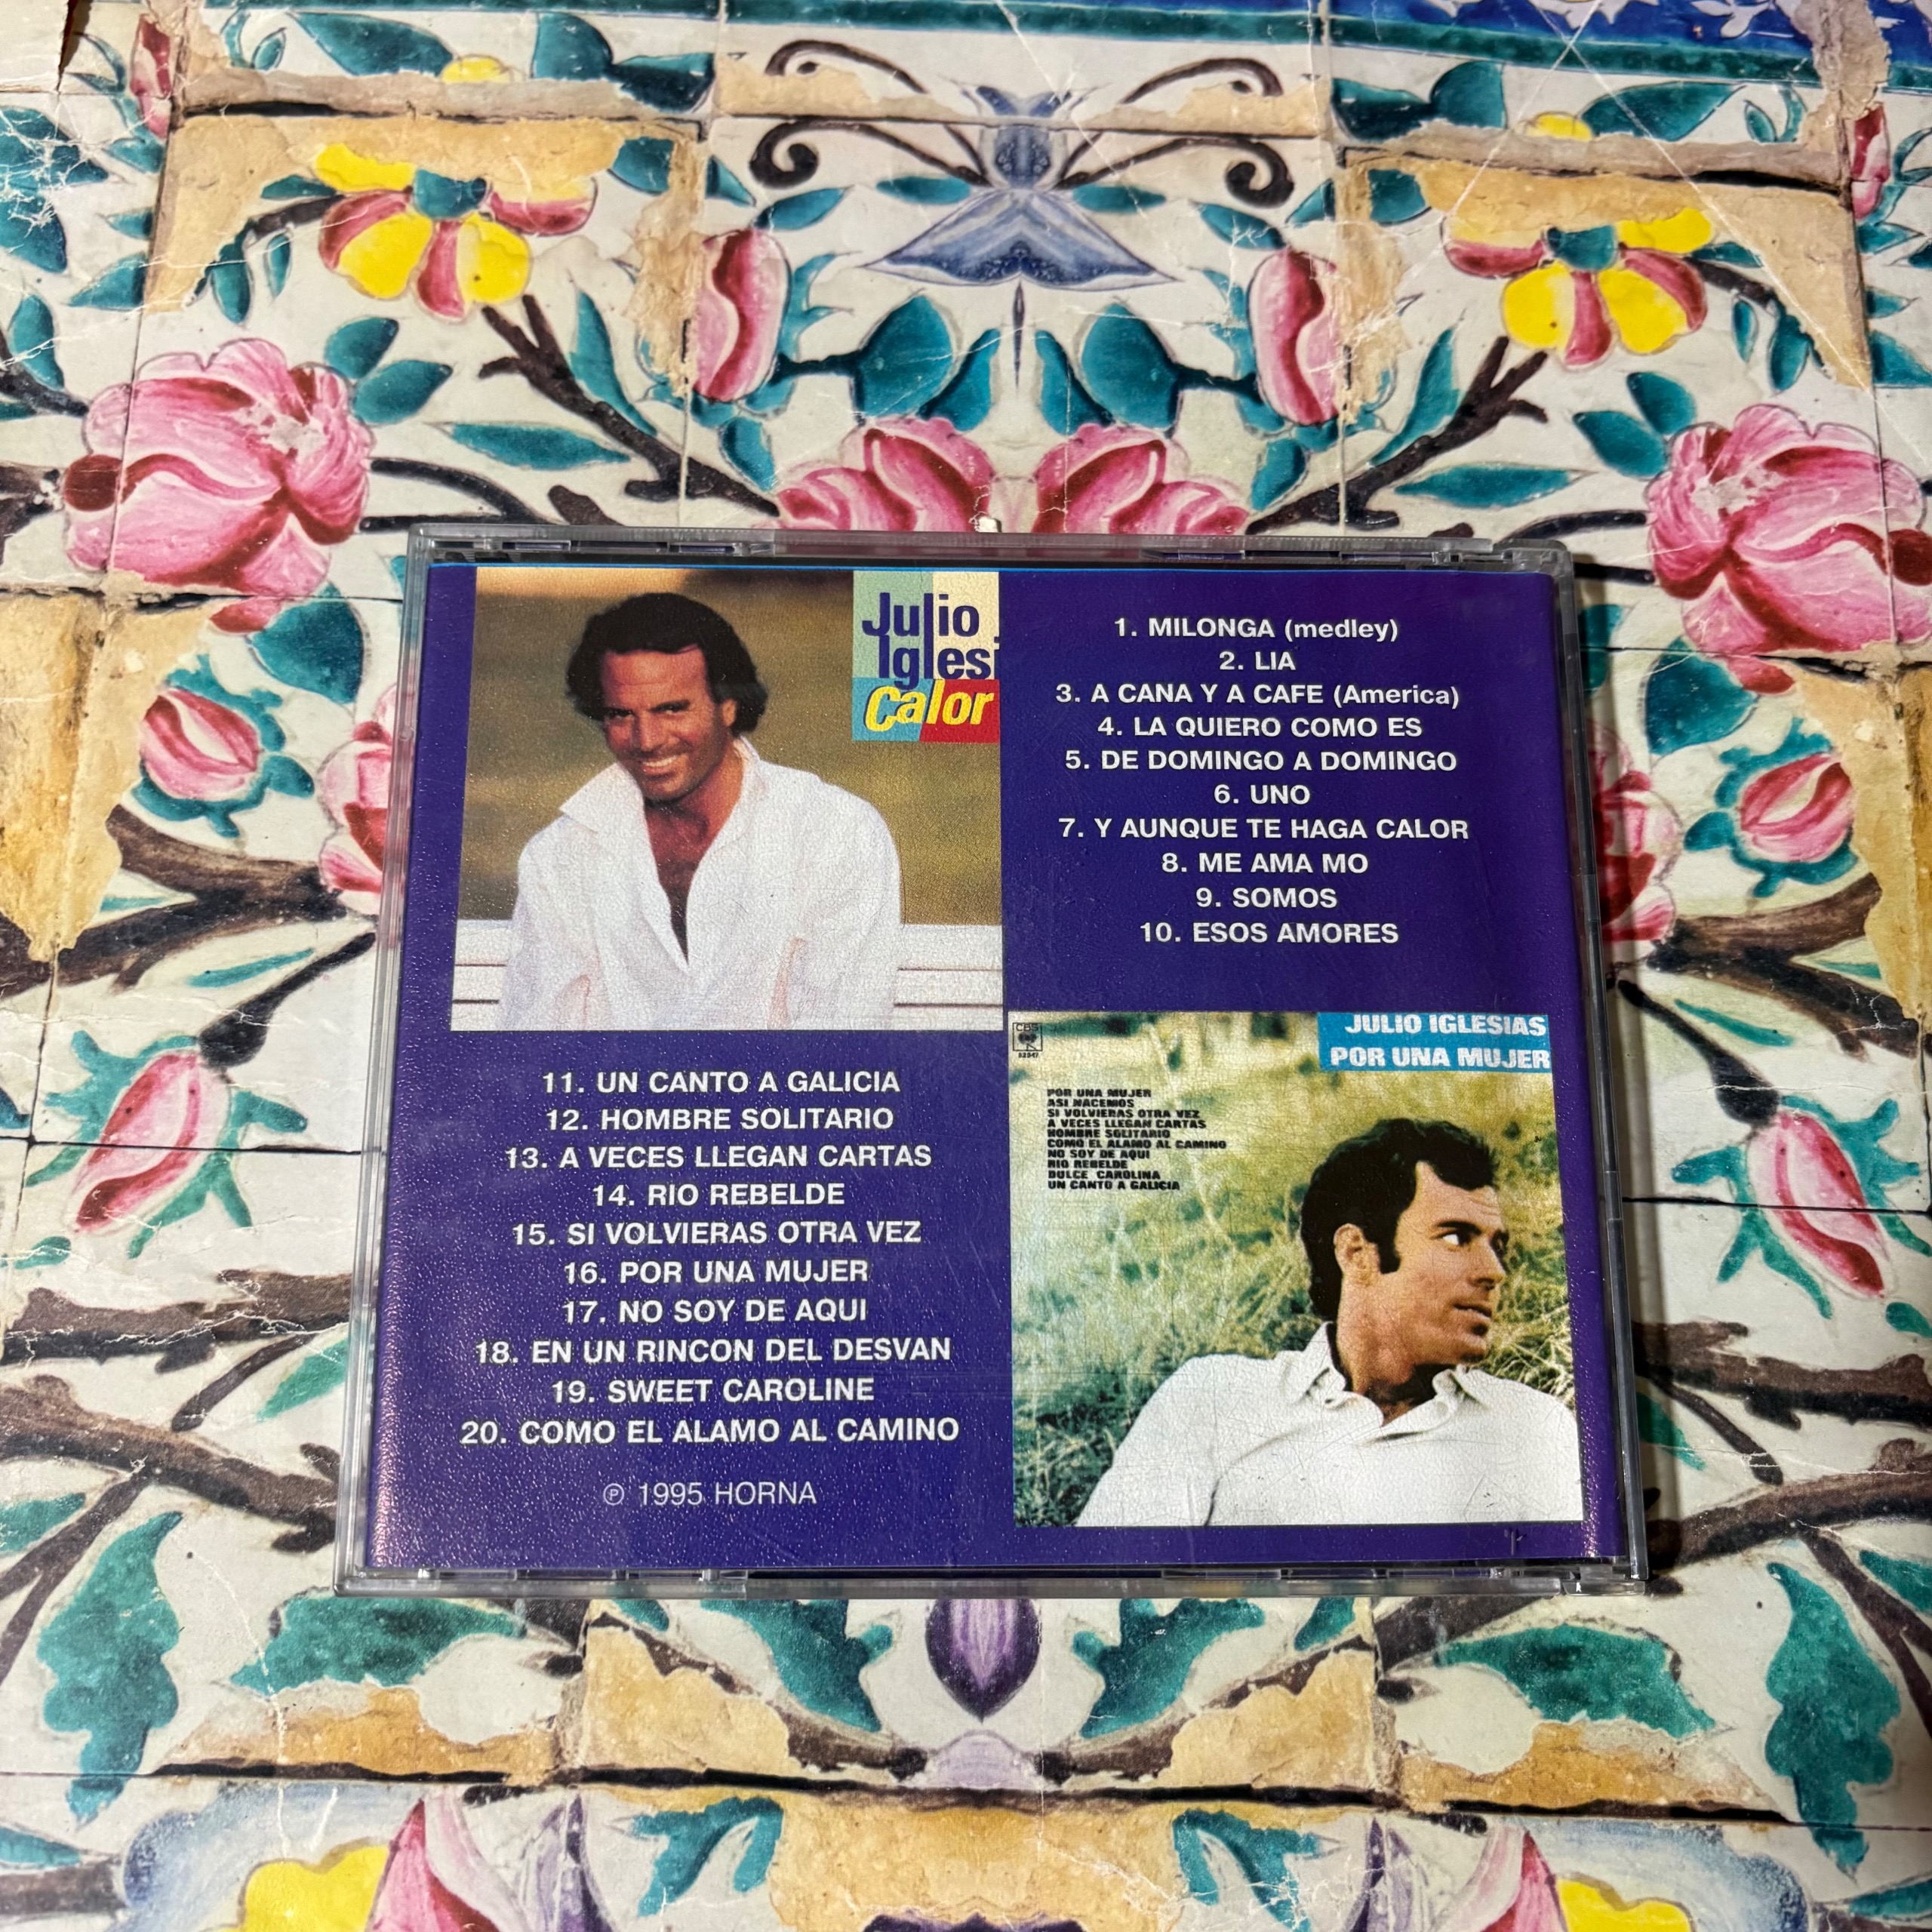 Julio
Iglesi
Calor
1. MILONGA (medley)
2. LIA
3. A CANA Y A CAFE (America)
4. LA QUIERO COMO ES
5. DE DOMINGO A DOMINGO
6. UNO
7. Y AUNQUE TE HAGA CALOR
8. ME AMA MO
9. SOMOS
10. ESOS AMORES
11. UN CANTO A GALICIA
12. HOMBRE SOLITARIO
13. A VECES LLEGAN CARTAS
14. RIO REBELDE
15. SI VOLVIERAS OTRA VEZ
16. POR UNA MUJER
17. NO SOY DE AQUI
18. EN UN RINCON DEL DESVAN
19. SWEET CAROLINE
20. COMO EL ALAMO AL CAMINO
℗ 1995 HORNA
CBS
JULIO IGLESIAS
POR UNA MUJER
POR UNA MUJER
ASI NACEMOS
SI VOLVIERAS OTRA VEZ
A VECES LLEGAN CARTAS
HOMBRE SOLITARIO
COMO EL ALAMO AL CAMINO
NO SOY DE AQUI
RIO REBELDE
DULCE CAROLINA
UN CANTO A GALICIA